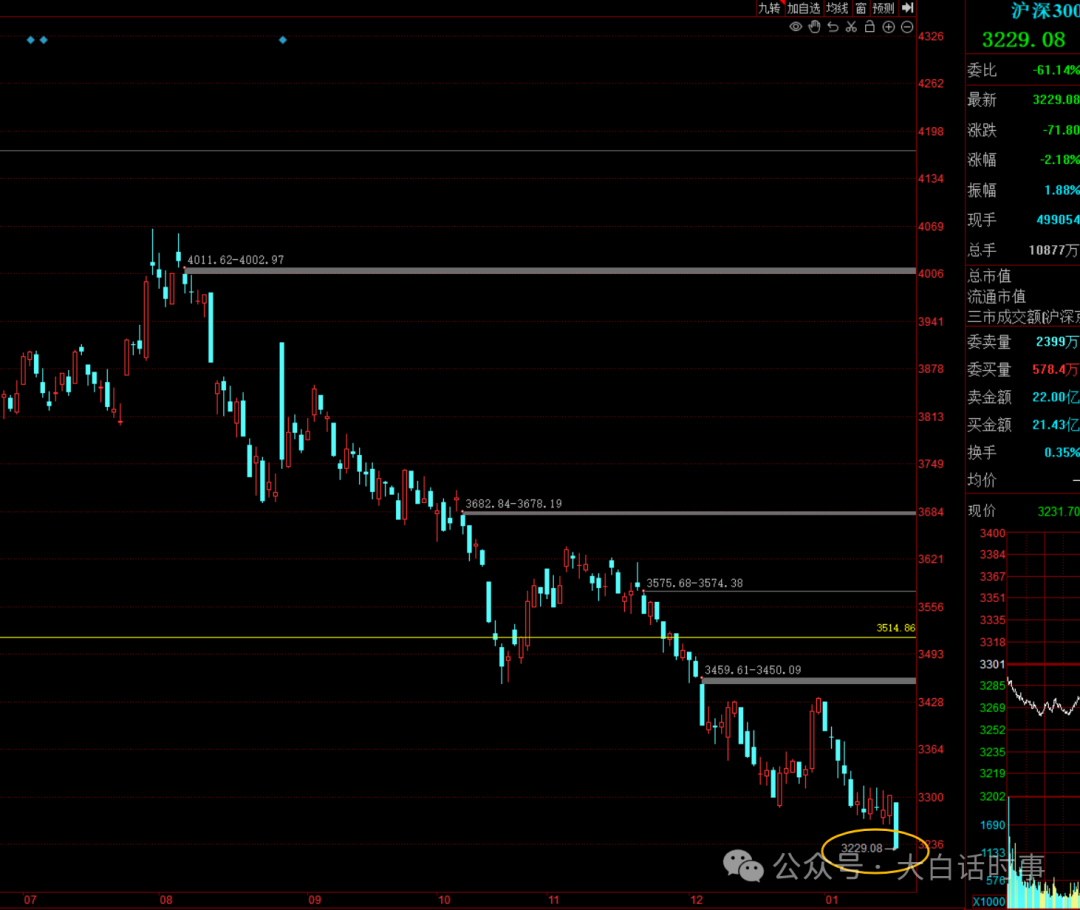 九转 加自选 均线 窗 预测
沪深300
3229.08
委比 -61.14%
最新 3229.08
涨跌 -71.80
涨幅 -2.18%
振幅 1.88%
现手 499054
总手 10877万
总市值
流通市值
三市成交额(沪深京
委卖量 2399万
委买量 578.4万
卖金额 22.00亿
买金额 21.43亿
换手 0.35%
均价 —
现价 3231.70
4326
4262
4198
4134
4069
4006
3941
3878
3813
3749
3684
3621
3556
3493
3428
3364
3300
3236
4011.62-4002.97
3682.84-3678.19
3575.68-3574.38
3514.86
3459.61-3450.09
3229.08
3400
3384
3367
3351
3335
3318
3301
3285
3269
3252
3235
3219
3202
1690
1133
576
X1000
07 08 09 10 11 12 01
公众号 · 大白话时事